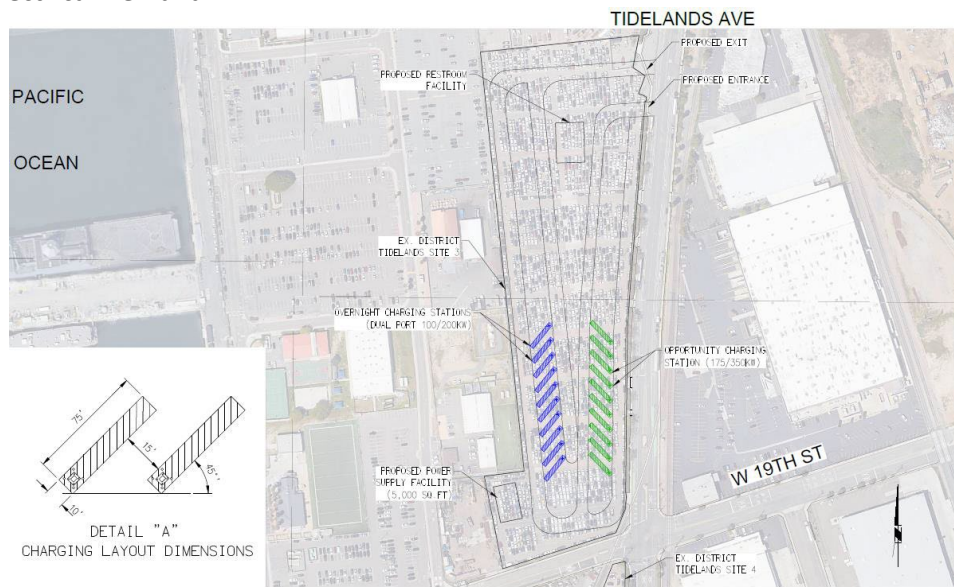 TIDELANDS AVE
PROPOSED EXIT
PROPOSED RESTROOM
FACILITY
PROPOSED ENTRANCE
PACIFIC
OCEAN
EX. DISTRICT
TIDELANDS SITE 3
OVERNIGHT CHARGING STATIONS
(DUAL PORT 100/200KW)
OPPORTUNITY CHARGING
STATION (175/350KW)
75'
15'
45°
10'
DETAIL "A"
CHARGING LAYOUT DIMENSIONS
PROPOSED POWER
SUPPLY FACILITY
(5,000 SQ.FT)
W 19TH ST
N
EX. DISTRICT
TIDELANDS SITE 4